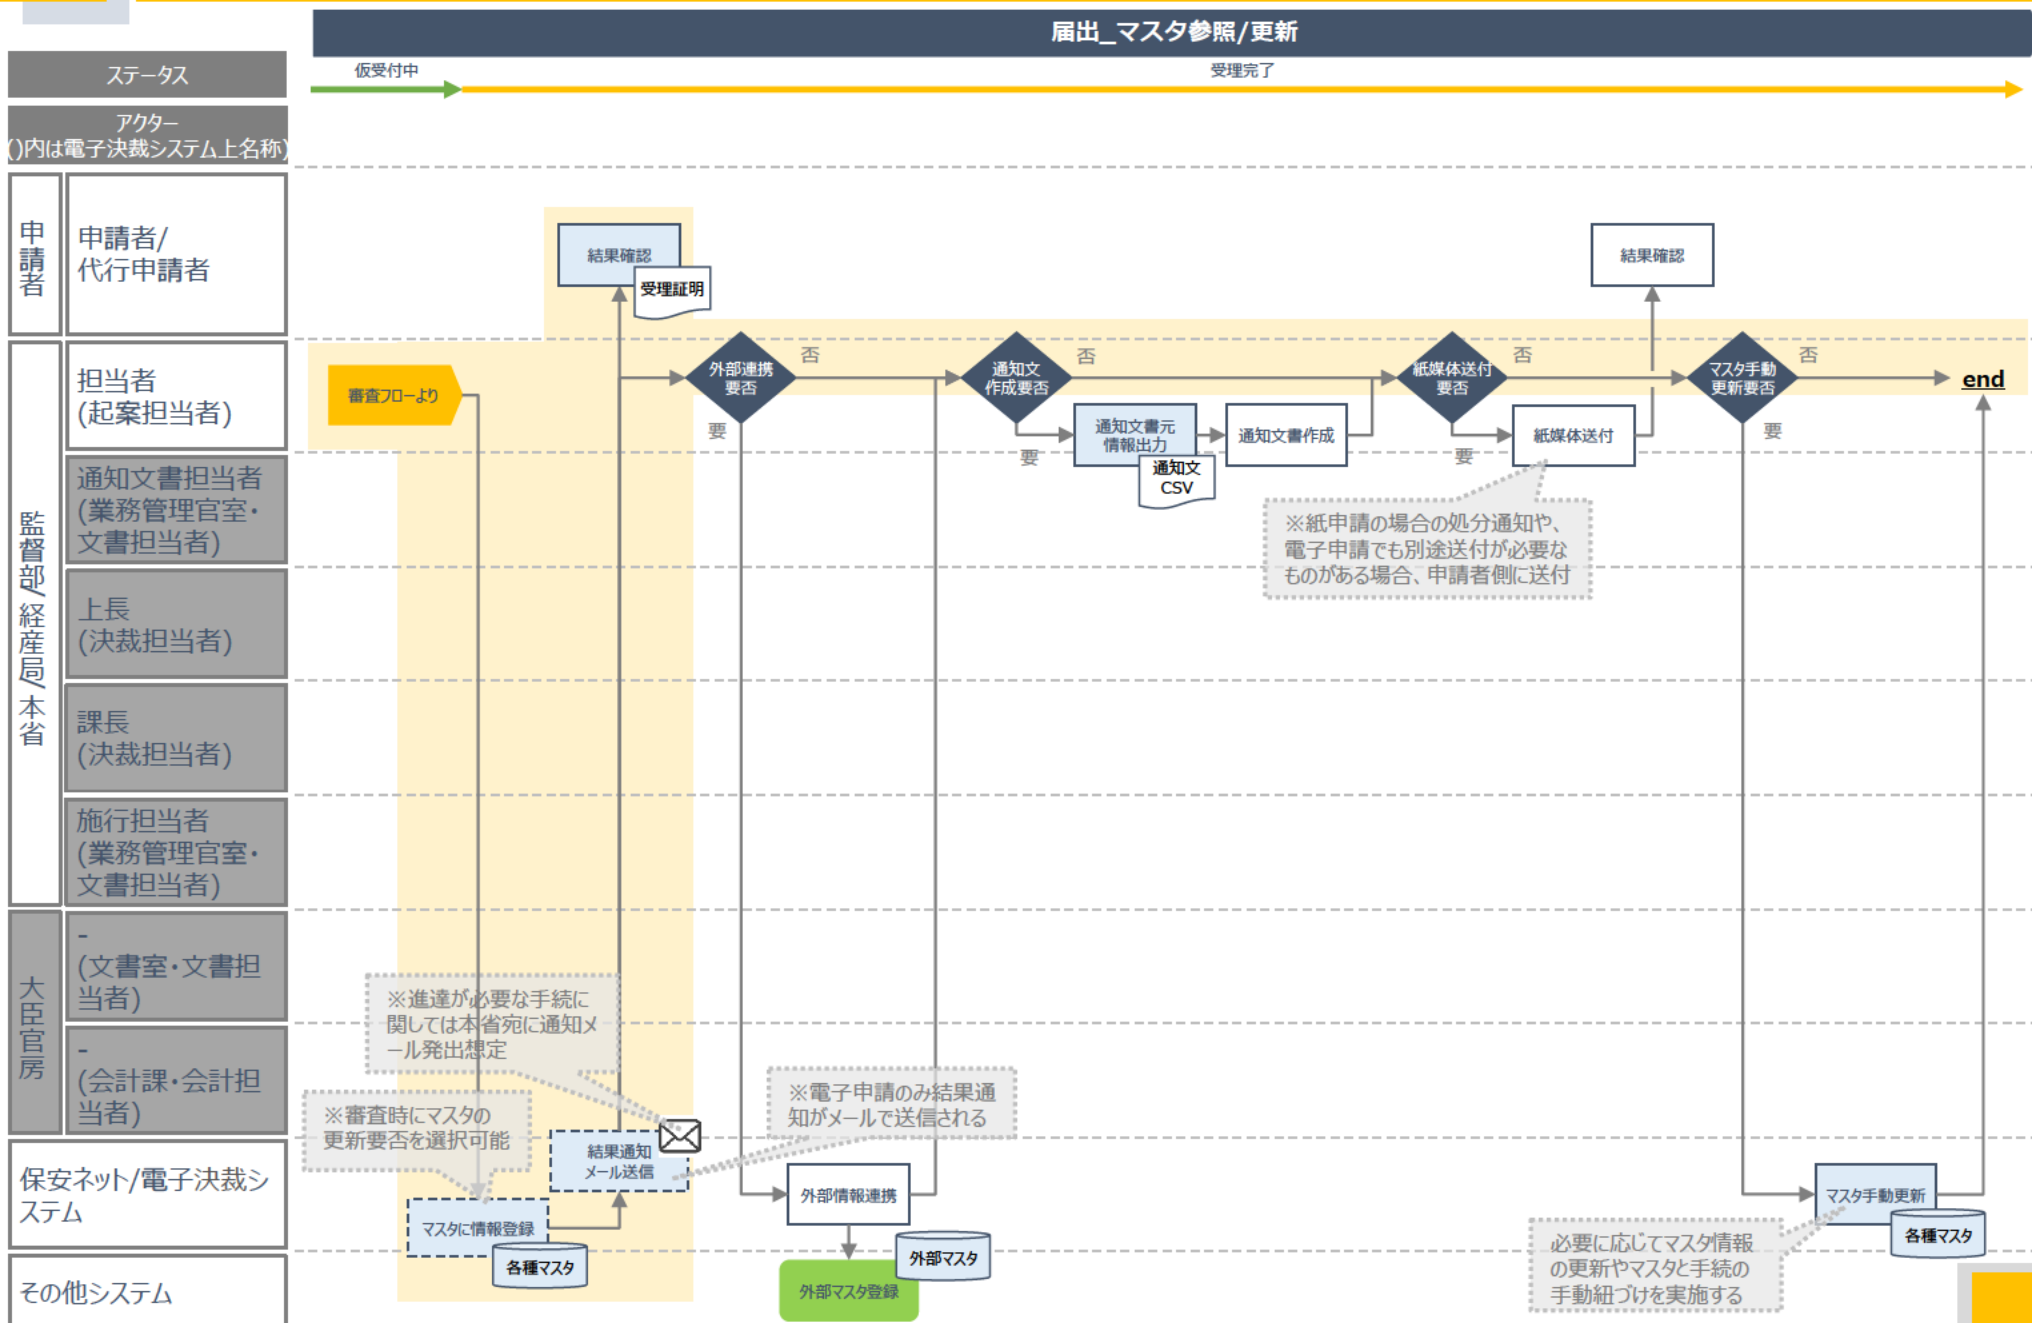 届出_マスタ参照/更新
ステータス
仮受付中
受理完了
アクター
()内は電子決裁システム上名称)
申請者
申請者/
代行申請者
結果確認
受理証明
結果確認
監督部/経産局/本省
担当者
(起案担当者)
審査フローより
外部連携
要否
否
要
通知文
作成要否
否
要
通知文書元
情報出力
通知文
CSV
通知文書作成
紙媒体送付
要否
否
要
紙媒体送付
マスタ手動
更新要否
否
要
end
※紙申請の場合の処分通知や、
電子申請でも別途送付が必要な
ものがある場合、申請者側に送付
通知文書担当者
(業務管理官室・
文書担当者)
上長
(決裁担当者)
課長
(決裁担当者)
施行担当者
(業務管理官室・
文書担当者)
大臣官房
-
(文書室・文書担
当者)
-
(会計課・会計担
当者)
※進達が必要な手続に
関しては本省宛に通知メ
ール発出想定
※審査時にマスタの
更新要否を選択可能
※電子申請のみ結果通
知がメールで送信される
保安ネット/電子決裁シ
ステム
結果通知
メール送信
マスタに情報登録
各種マスタ
外部情報連携
外部マスタ
マスタ手動更新
各種マスタ
必要に応じてマスタ情報
の更新やマスタと手続の
手動紐づけを実施する
その他システム
外部マスタ登録